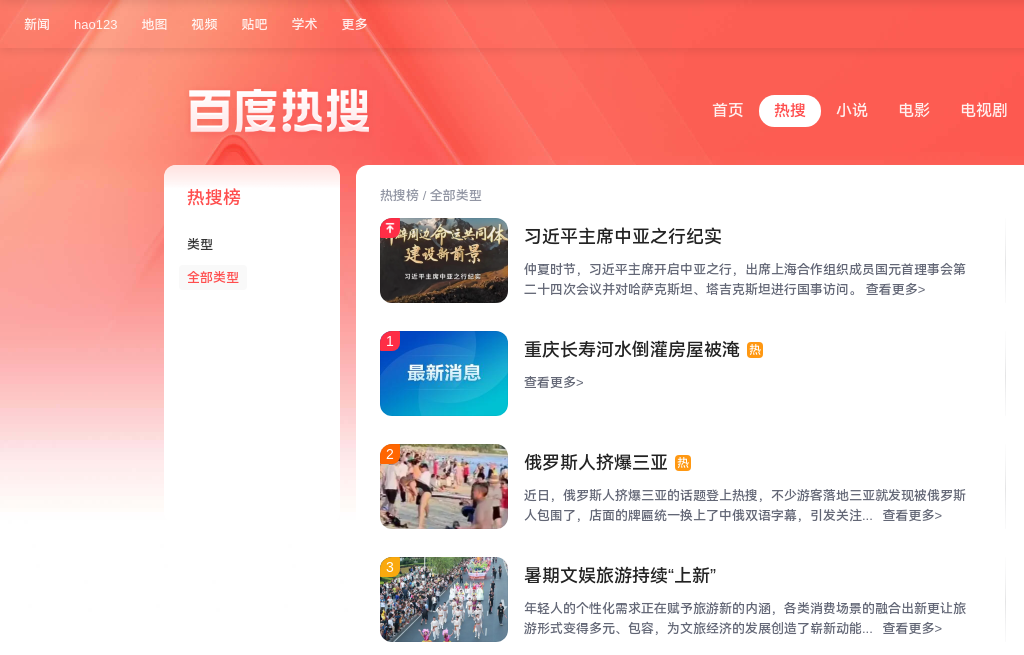 新闻 hao123 地图 视频 贴吧 学术 更多
百度热搜
首页 热搜 小说 电影 电视剧
热搜榜
类型
全部类型
热搜榜 / 全部类型
周边命运共同体
建设新前景
习近平主席中亚之行纪实
习近平主席中亚之行纪实
仲夏时节，习近平主席开启中亚之行，出席上海合作组织成员国元首理事会第
二十四次会议并对哈萨克斯坦、塔吉克斯坦进行国事访问。 查看更多>
1
最新消息
重庆长寿河水倒灌房屋被淹 热
查看更多>
2
俄罗斯人挤爆三亚 热
近日，俄罗斯人挤爆三亚的话题登上热搜，不少游客落地三亚就发现被俄罗斯
人包围了，店面的牌匾统一换上了中俄双语字幕，引发关注... 查看更多>
3
暑期文娱旅游持续“上新”
年轻人的个性化需求正在赋予旅游新的内涵，各类消费场景的融合出新更让旅
游形式变得多元、包容，为文旅经济的发展创造了崭新动能... 查看更多>